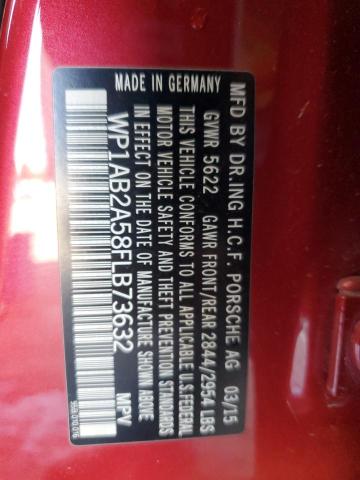 MFD BY DR.ING H.C.F. PORSCHE AG 03/15
GVWR 5622 GAWR FRONT/REAR 2844/2954 LBS
THIS VEHICLE CONFORMS TO ALL APPLICABLE U.S.FEDERAL
MOTOR VEHICLE SAFETY AND THEFT PREVENTION STANDARDS
IN EFFECT ON THE DATE OF MANUFACTURE SHOWN ABOVE
WP1AB2A58FLB73632 MPV
MADE IN GERMANY